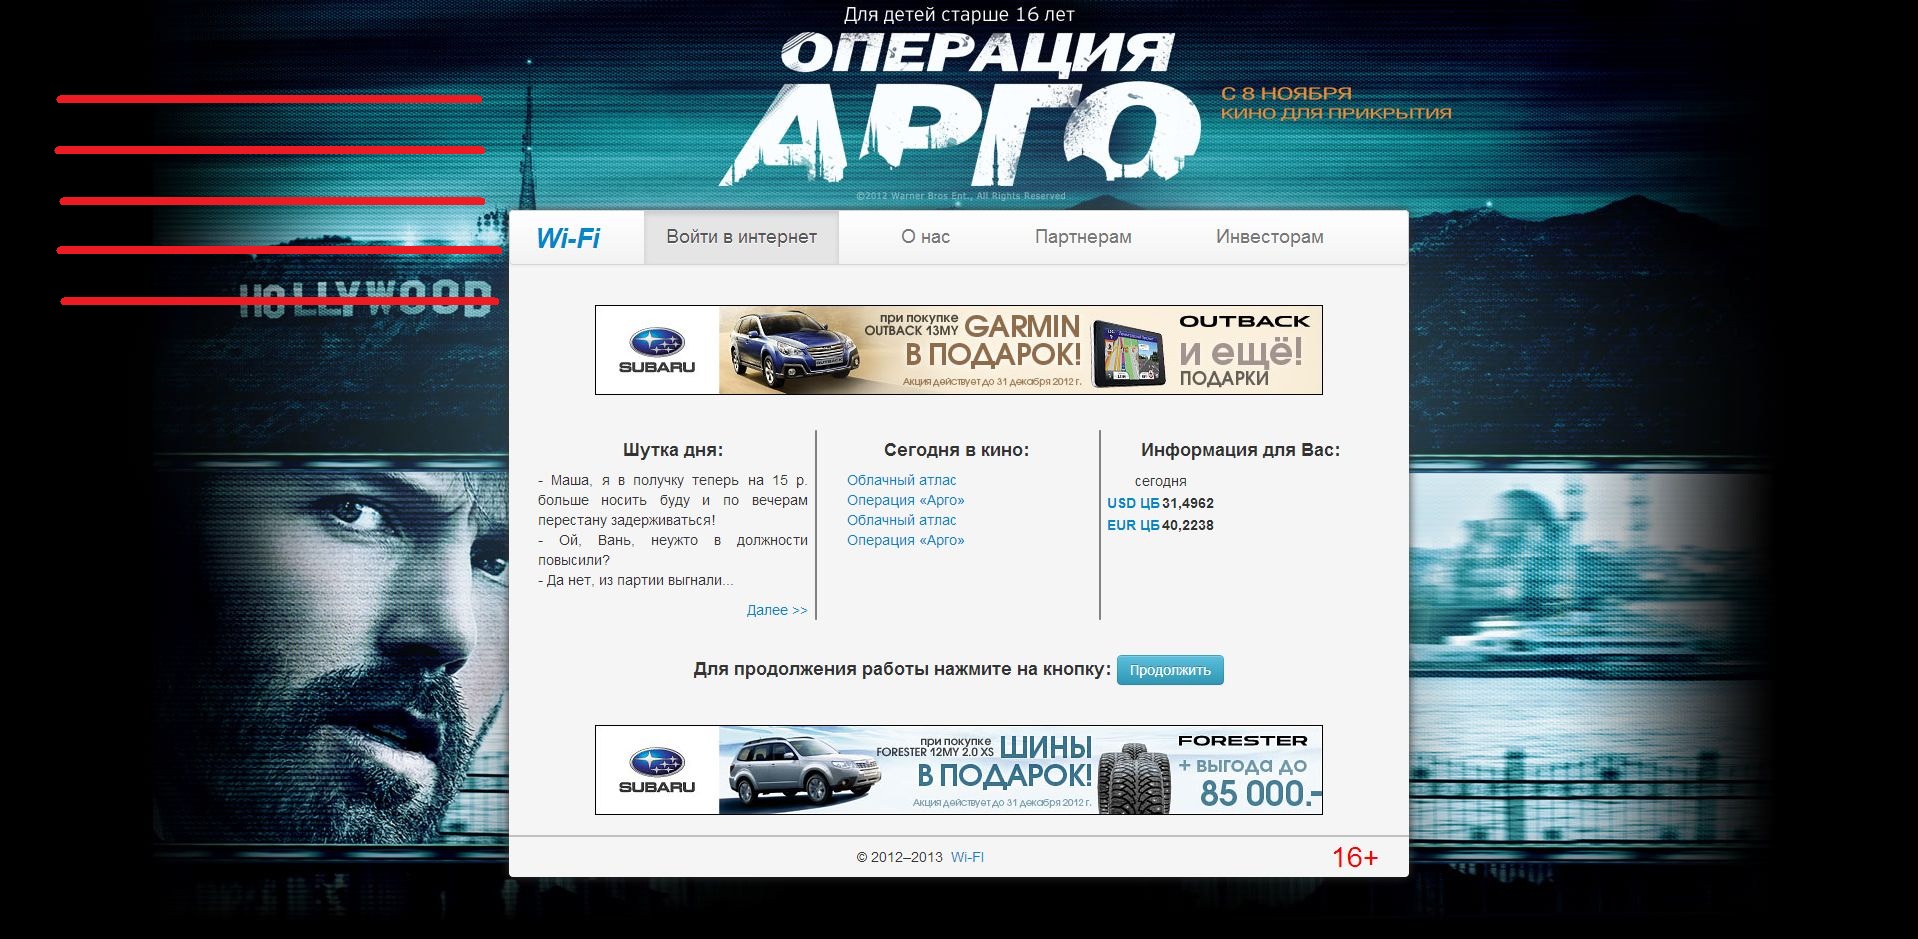 Для детей старше 16 лет
ОПЕРАЦИЯ
АРГО
С 8 НОЯБРЯ
КИНО ДЛЯ ПРИКРЫТИЯ
©2012 Warner Bros Ent., All Rights Reserved
HOLLYWOOD
Wi-Fi Войти в интернет О нас Партнерам Инвесторам
SUBARU
при покупке
OUTBACK 13MY
GARMIN
В ПОДАРОК!
Акция действует до 31 декабря 2012 г.
OUTBACK
и ещё!
ПОДАРКИ
Шутка дня:
- Маша, я в получку теперь на 15 р.
больше носить буду и по вечерам
перестану задерживаться!
- Ой, Вань, неужто в должности
повысили?
- Да нет, из партии выгнали...
Далее >>
Сегодня в кино:
Облачный атлас
Операция «Арго»
Облачный атлас
Операция «Арго»
Информация для Вас:
сегодня
USD ЦБ 31,4962
EUR ЦБ 40,2238
Для продолжения работы нажмите на кнопку: Продолжить
SUBARU
при покупке
FORESTER 12MY 2.0 XS
ШИНЫ
В ПОДАРОК!
Акция действует до 31 декабря 2012 г.
FORESTER
+ выгода до
85 000.-
© 2012–2013 Wi-FI
16+